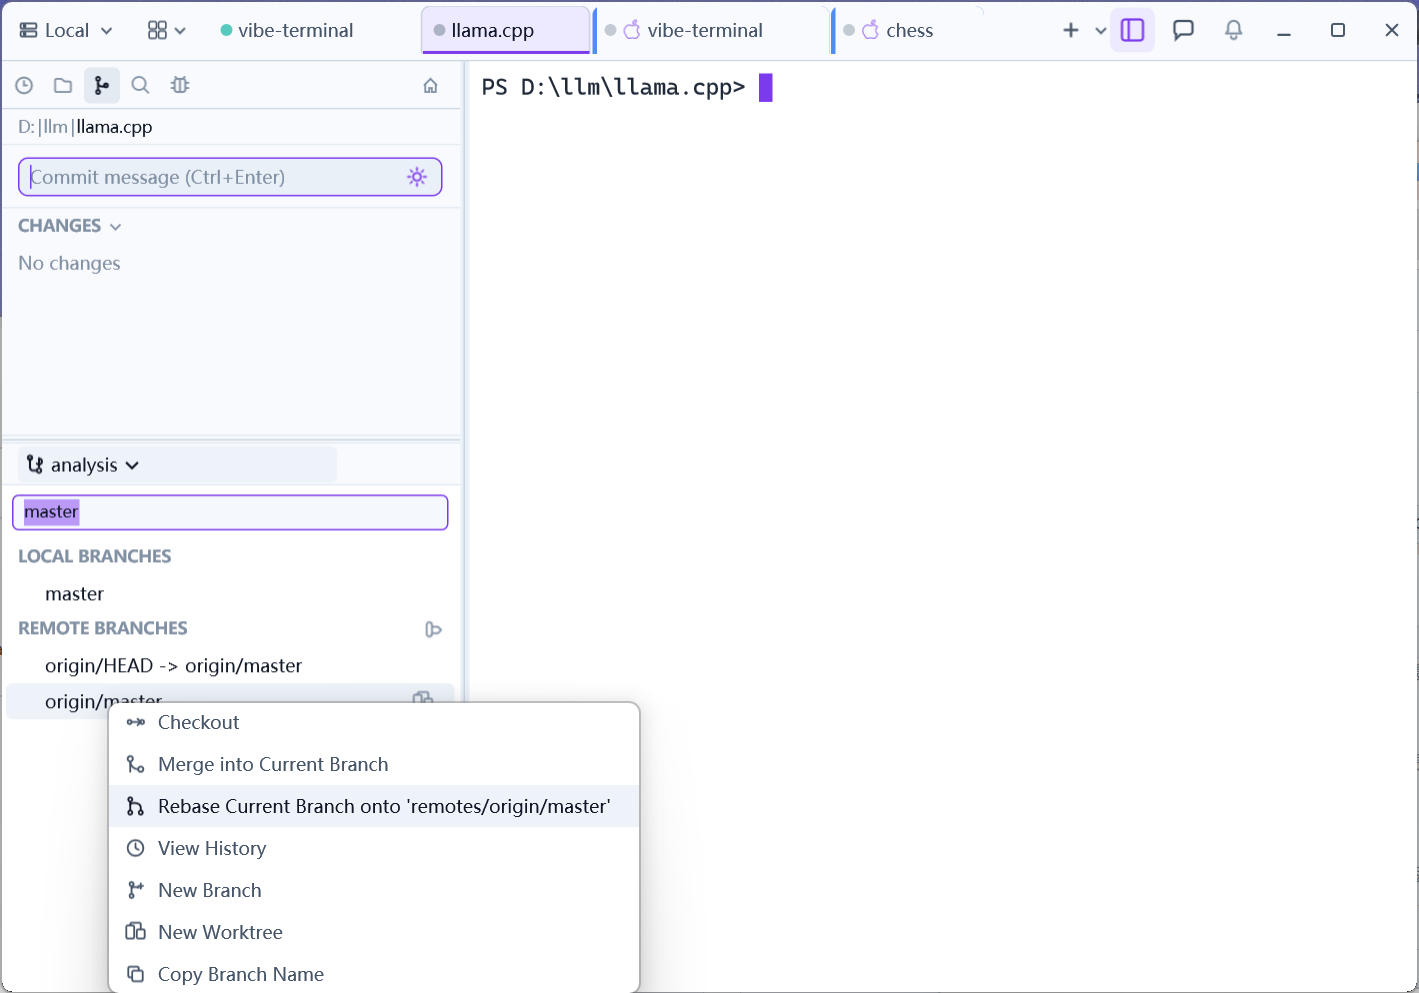 Local
vibe-terminal
llama.cpp
vibe-terminal
chess
D:|llm|llama.cpp
Commit message (Ctrl+Enter)
CHANGES
No changes
analysis
master
LOCAL BRANCHES
master
REMOTE BRANCHES
origin/HEAD -> origin/master
origin/master
Checkout
Merge into Current Branch
Rebase Current Branch onto 'remotes/origin/master'
View History
New Branch
New Worktree
Copy Branch Name
PS D:\llm\llama.cpp>